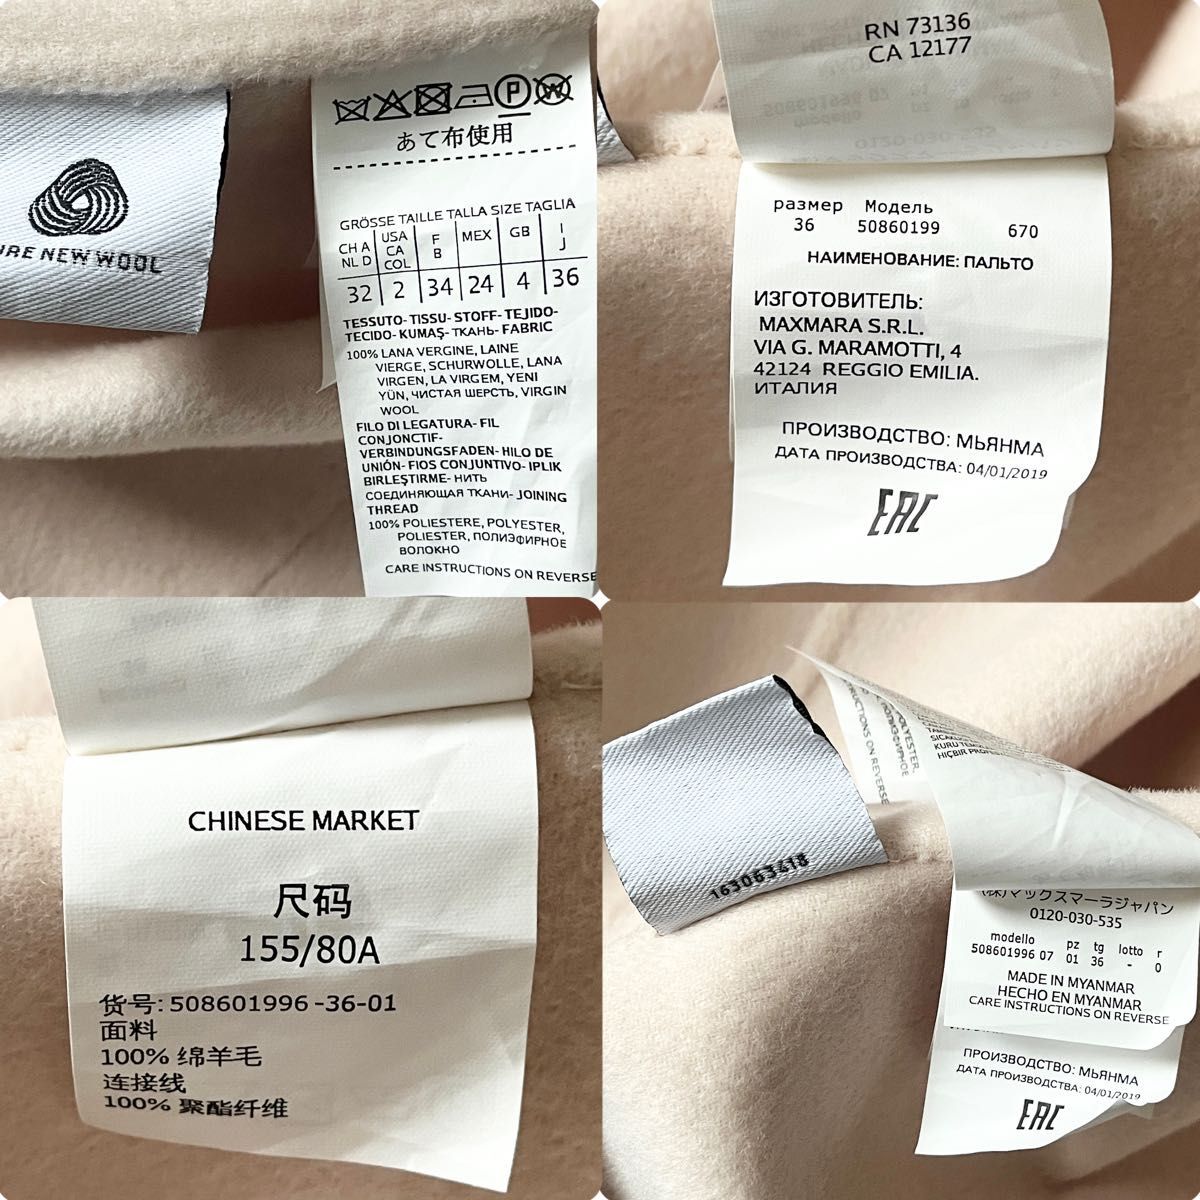 PURE NEW WOOL
あて布使用
GRÖSSE TAILLE TALLA SIZE TAGLIA
CH A NL D
USA CA COL
F B
MEX
GB
I J
32 2 34 24 4 36
TESSUTO- TISSU- STOFF- TEJIDO-
TECIDO- KUMAŞ- ТКАНЬ- FABRIC
100% LANA VERGINE, LAINE
VIERGE, SCHURWOLLE, LANA
VIRGEN, LA VIRGEM, YENI
YÜN, ЧИСТАЯ ШЕРСТЬ, VIRGIN
WOOL
FILO DI LEGATURA- FIL
CONJONCTIF-
VERBINDUNGSFADEN- HILO DE
UNIÓN- FIOS CONJUNTIVO- IPLIK
BIRLEŞTIRME- НИТЬ
СОЕДИНЯЮЩАЯ ТКАНИ- JOINING
THREAD
100% POLIESTERE, POLYESTER,
POLIESTER, ПОЛИЭФИРНОЕ
ВОЛОКНО
CARE INSTRUCTIONS ON REVERSE
RN 73136
CA 12177
размер Модель
36 50860199 670
НАИМЕНОВАНИЕ: ПАЛЬТО
ИЗГОТОВИТЕЛЬ:
MAXMARA S.R.L.
VIA G. MARAMOTTI, 4
42124 REGGIO EMILIA.
ИТАЛИЯ
ПРОИЗВОДСТВО: МЬЯНМА
ДАТА ПРОИЗВОДСТВА: 04/01/2019
EAC
CHINESE MARKET
尺码
155/80A
货号: 508601996 -36-01
面料
100% 绵羊毛
连接线
100% 聚酯纤维
163063418
POLYESTER,
ПОЛИЭФИРНОЕ
INSTRUCTIONS ON REVERSE
(株)マックスマーラジャパン
0120-030-535
modello pz tg lotto r
508601996 07 01 36 - 0
MADE IN MYANMAR
HECHO EN MYANMAR
CARE INSTRUCTIONS ON REVERSE
ПРОИЗВОДСТВО: МЬЯНМА
ДАТА ПРОИЗВОДСТВА: 04/01/2019
EAC